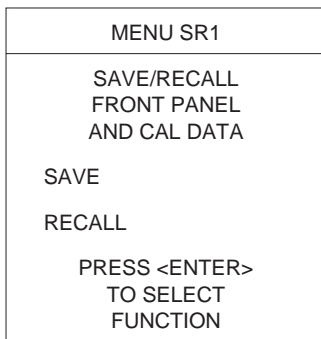 MENU SR1
SAVE/RECALL
FRONT PANEL
AND CAL DATA
SAVE
RECALL
PRESS <ENTER>
TO SELECT
FUNCTION